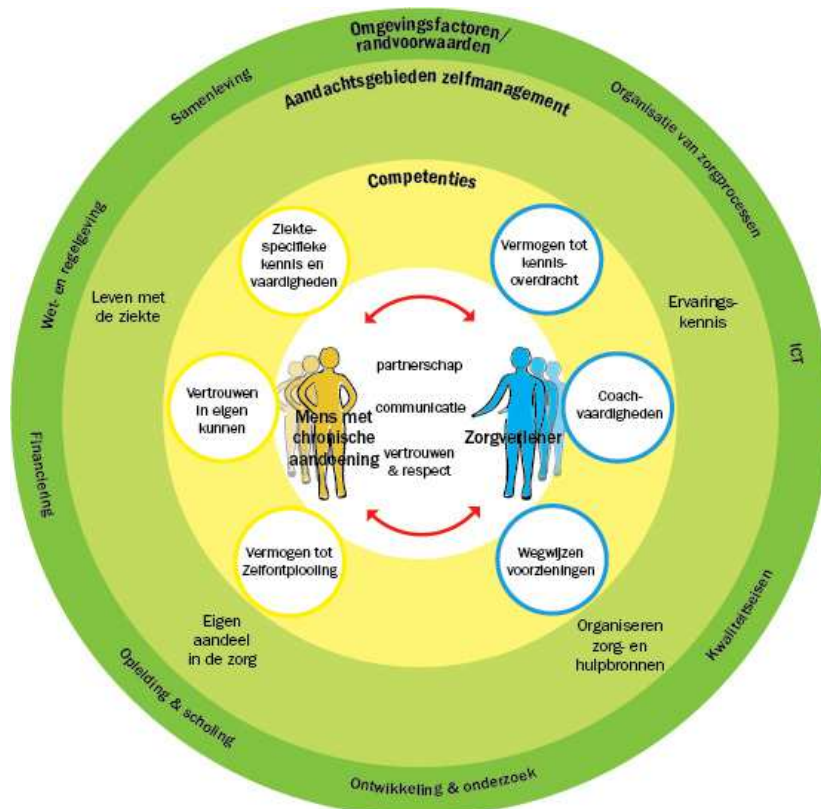 Omgevingsfactoren/
randvoorwaarden
Samenleving
Organisatie van zorgprocessen
Wet- en regelgeving
ICT
Financiering
Kwaliteitseisen
Opleiding & scholing
Ontwikkeling & onderzoek
Aandachtsgebieden zelfmanagement
Leven met
de ziekte
Ervarings-
kennis
Eigen
aandeel
in de zorg
Organiseren
zorg- en
hulpbronnen
Competenties
Ziekte-
specifieke
kennis en
vaardigheden
Vermogen tot
kennis-
overdracht
Vertrouwen
in eigen
kunnen
Coach-
vaardigheden
Vermogen tot
Zelfontplooling
Wegwijzen
voorzieningen
partnerschap
communicatie
vertrouwen
& respect
Mens met
chronische
aandoening
Zorgverlener